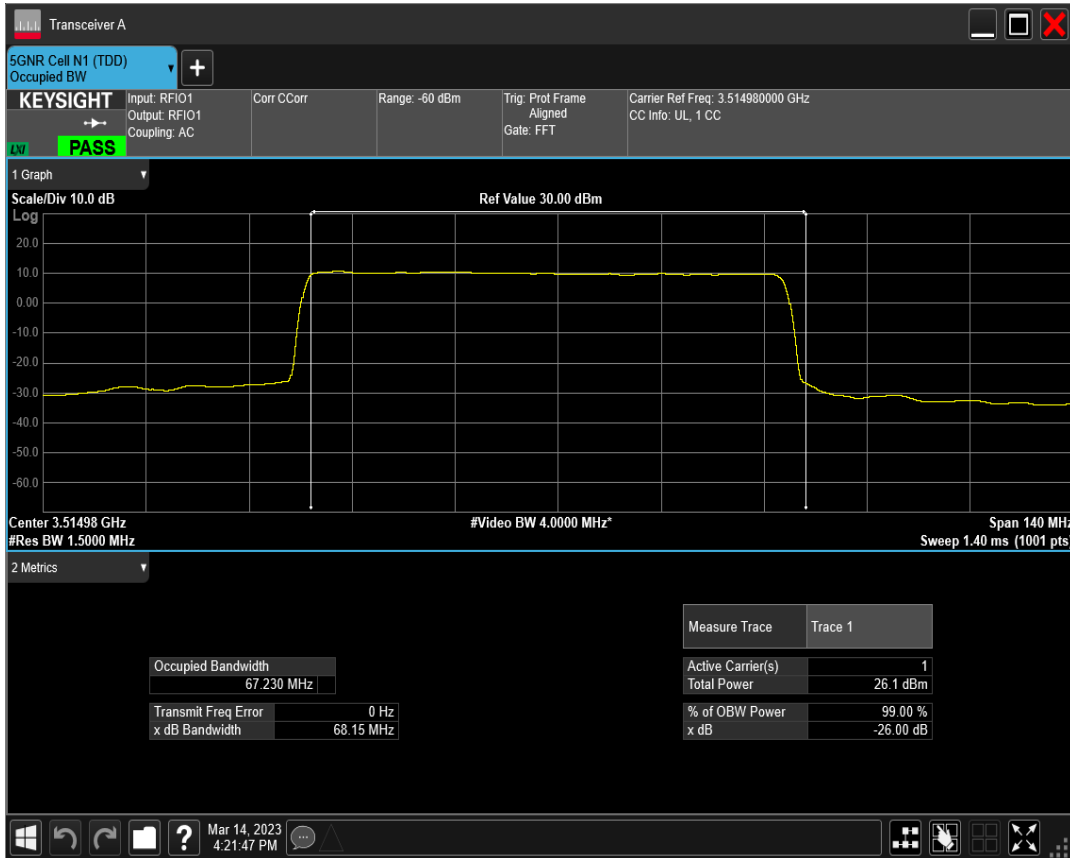 Transceiver A
5GNR Cell N1 (TDD)
Occupied BW
+
KEYSIGHT
LXI
PASS
Input: RFIO1
Output: RFIO1
Coupling: AC
Corr CCorr
Range: -60 dBm
Trig: Prot Frame
Aligned
Gate: FFT
Carrier Ref Freq: 3.514980000 GHz
CC Info: UL, 1 CC
1 Graph
Scale/Div 10.0 dB
Ref Value 30.00 dBm
Log
20.0
10.0
0.00
-10.0
-20.0
-30.0
-40.0
-50.0
-60.0
Center 3.51498 GHz
#Video BW 4.0000 MHz*
Span 140 MHz
#Res BW 1.5000 MHz
Sweep 1.40 ms (1001 pts)
2 Metrics
Measure Trace
Trace 1
Occupied Bandwidth
67.230 MHz
Active Carrier(s) 1
Total Power 26.1 dBm
Transmit Freq Error 0 Hz
x dB Bandwidth 68.15 MHz
% of OBW Power 99.00 %
x dB -26.00 dB
?
Mar 14, 2023
4:21:47 PM